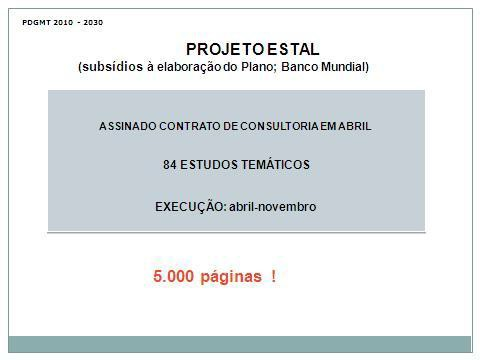 PDGMT 2010 - 2030
PROJETO ESTAL
(subsídios à elaboração do Plano; Banco Mundial)
ASSINADO CONTRATO DE CONSULTORIA EM ABRIL
84 ESTUDOS TEMÁTICOS
EXECUÇÃO: abril-novembro
5.000 páginas !